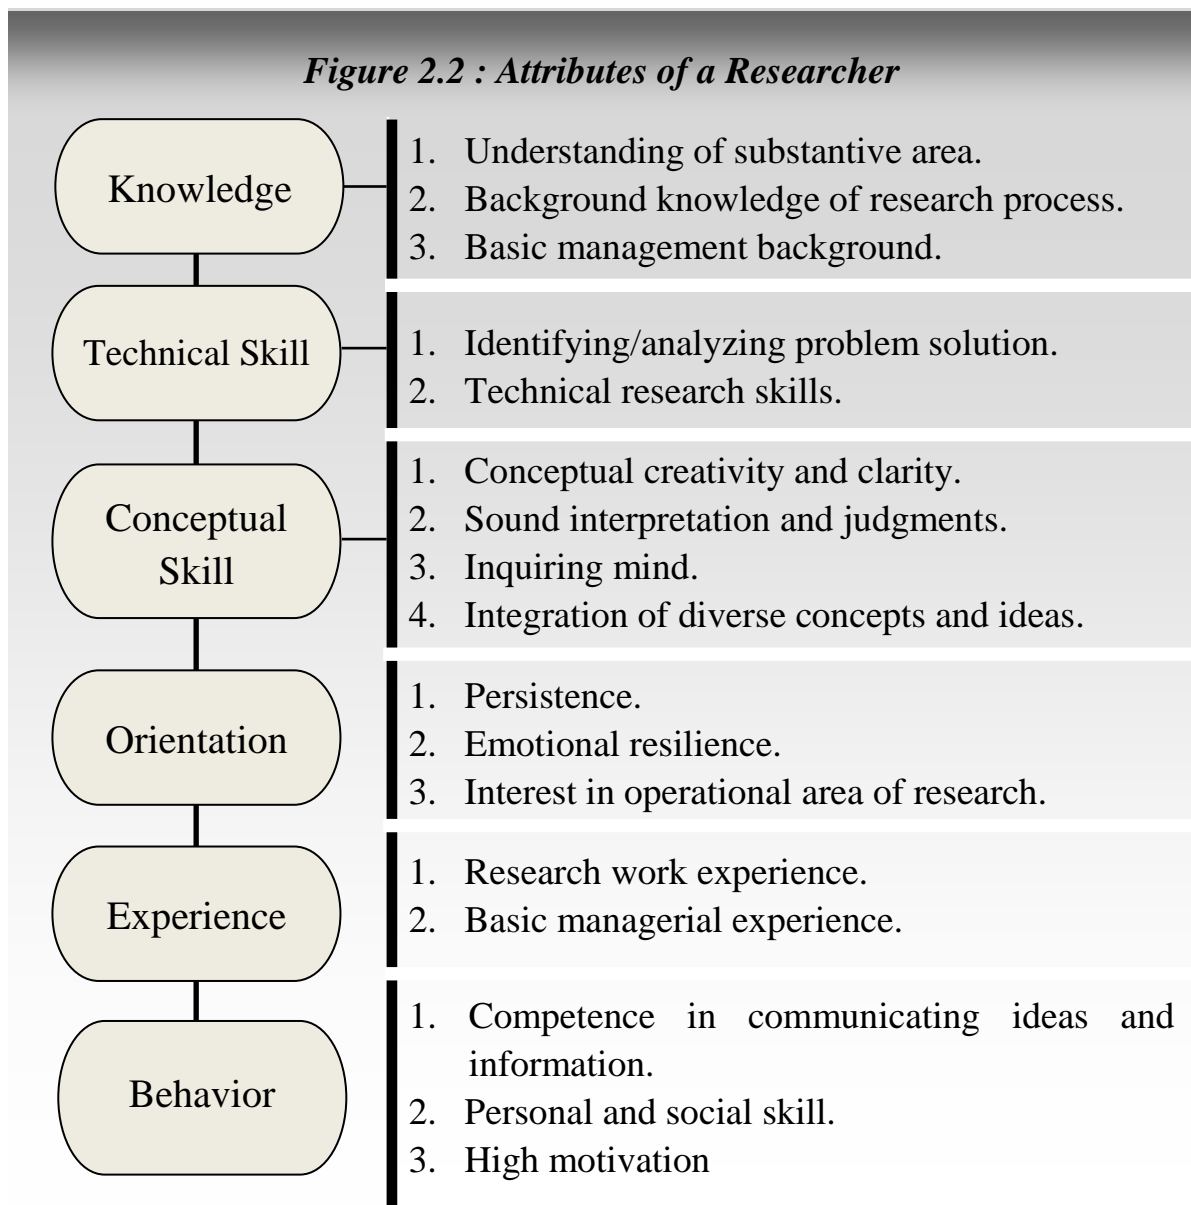 Figure 2.2 : Attributes of a Researcher
Knowledge
1. Understanding of substantive area.
2. Background knowledge of research process.
3. Basic management background.
Technical Skill
1. Identifying/analyzing problem solution.
2. Technical research skills.
Conceptual
Skill
1. Conceptual creativity and clarity.
2. Sound interpretation and judgments.
3. Inquiring mind.
4. Integration of diverse concepts and ideas.
Orientation
1. Persistence.
2. Emotional resilience.
3. Interest in operational area of research.
Experience
1. Research work experience.
2. Basic managerial experience.
Behavior
1. Competence in communicating ideas and
information.
2. Personal and social skill.
3. High motivation